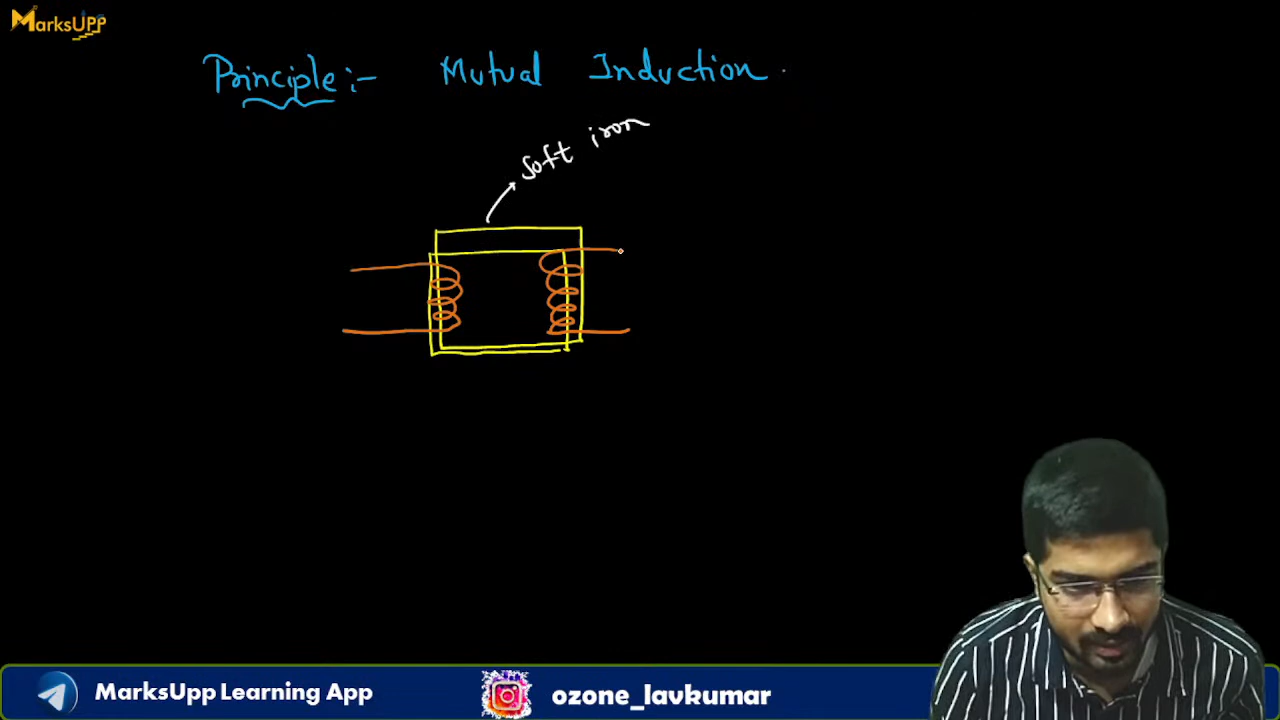 MarksUpp
Principle :- Mutual Induction.
Soft iron
MarksUpp Learning App
ozone_lavkumar